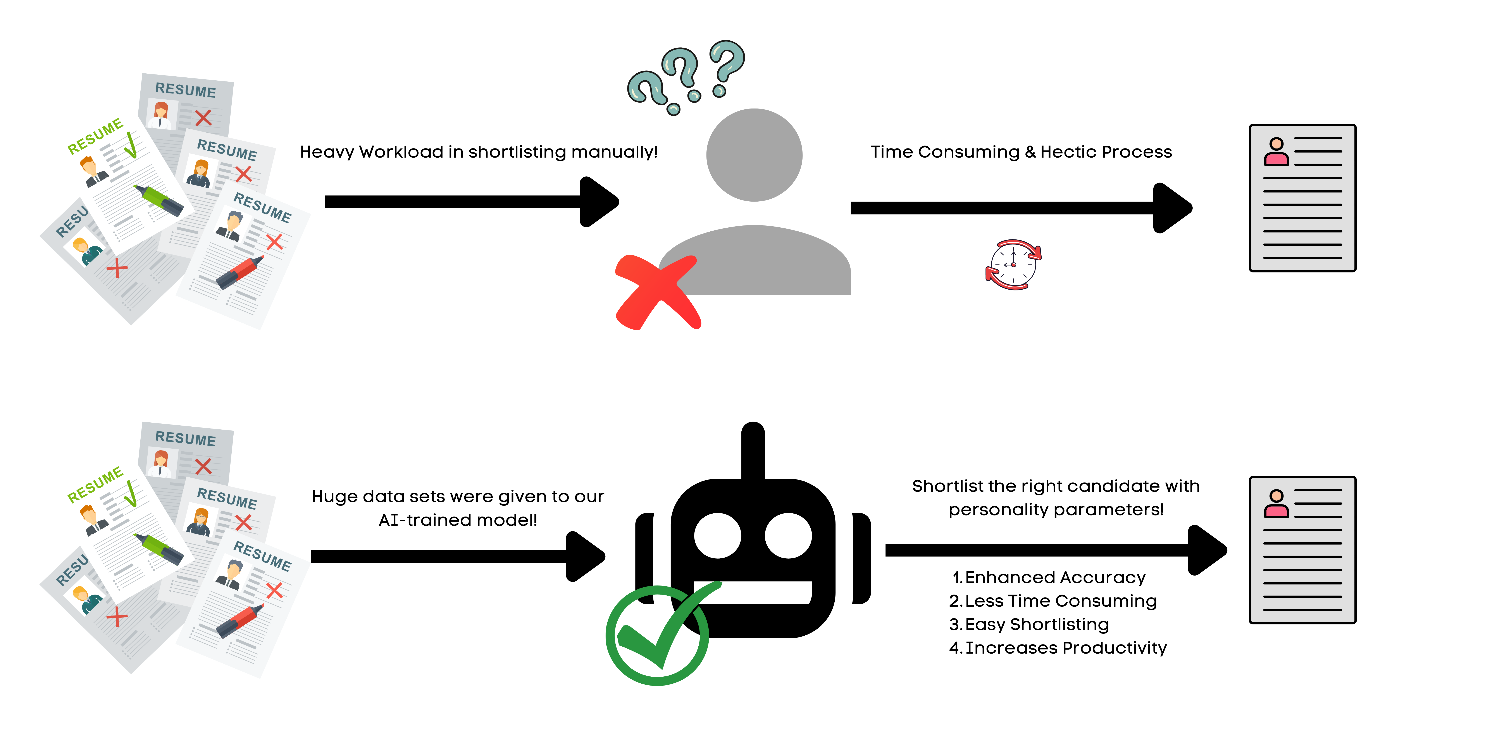 RESUME
RESUME
RESUME
RESUME
RESU
Heavy Workload in shortlisting manually!
???
Time Consuming & Hectic Process
RESUME
RESUME
RESUME
RESUME
RESU
Huge data sets were given to our
AI-trained model!
Shortlist the right candidate with
personality parameters!
1.Enhanced Accuracy
2.Less Time Consuming
3.Easy Shortlisting
4.Increases Productivity